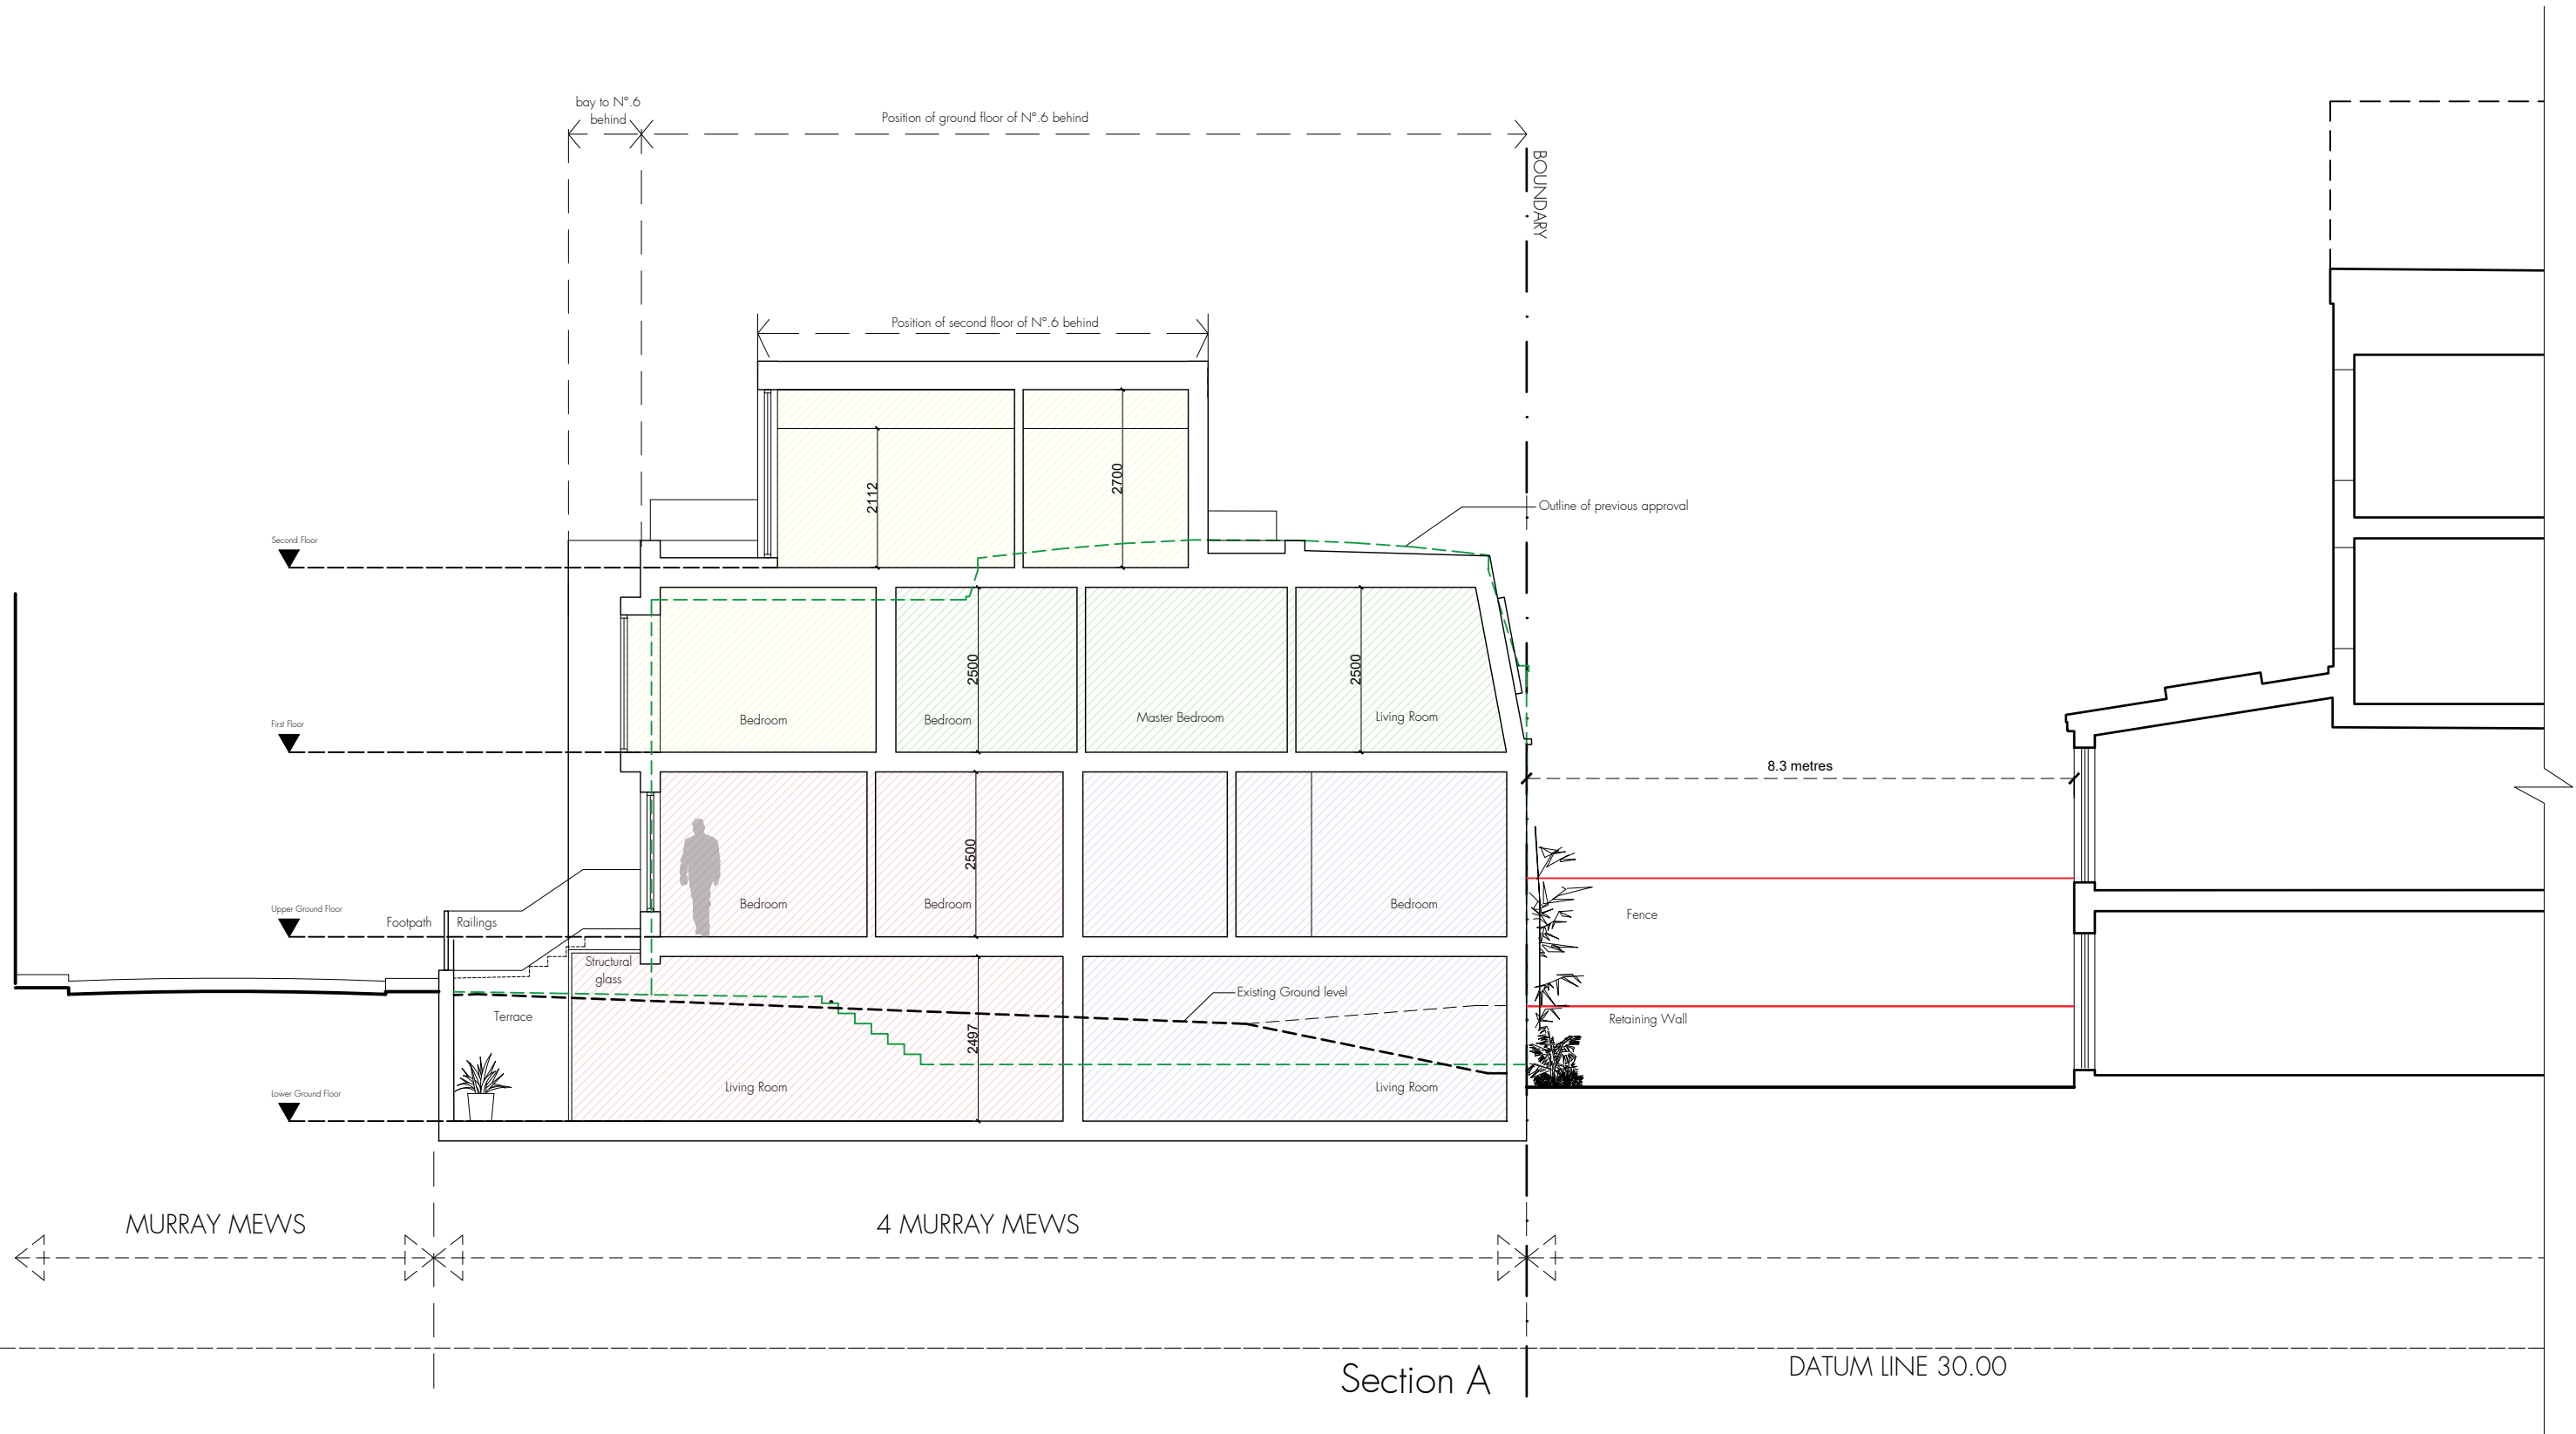 bay to N°.6
behind
Position of ground floor of N°.6 behind
BOUNDARY
Position of second floor of N°.6 behind
2112
2700
Outline of previous approval
Second Floor
2500
2500
Bedroom
Bedroom
Master Bedroom
Living Room
First Floor
8.3 metres
2500
Bedroom
Bedroom
Bedroom
Upper Ground Floor
Footpath
Railings
Fence
Structural
glass
Existing Ground level
Terrace
2497
Retaining Wall
Living Room
Living Room
Lower Ground Floor
MURRAY MEWS
4 MURRAY MEWS
Section A
DATUM LINE 30.00